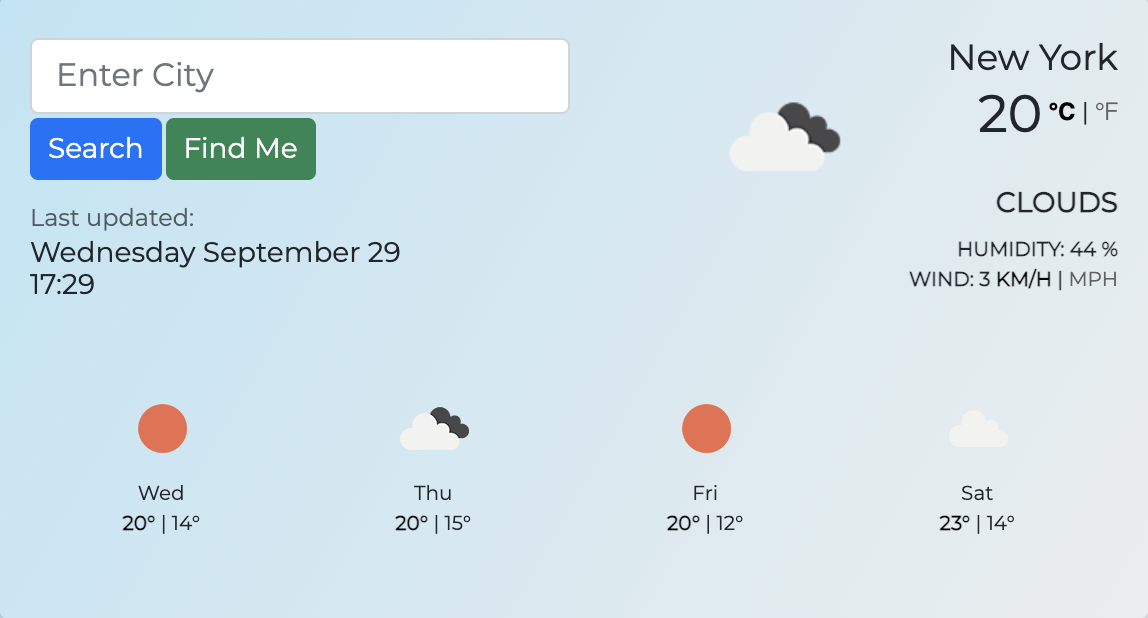 Enter City
Search Find Me
Last updated:
Wednesday September 29
17:29
New York
20 °C | °F
CLOUDS
HUMIDITY: 44 %
WIND: 3 KM/H | MPH
Wed Thu Fri Sat
20° | 14° 20° | 15° 20° | 12° 23° | 14°